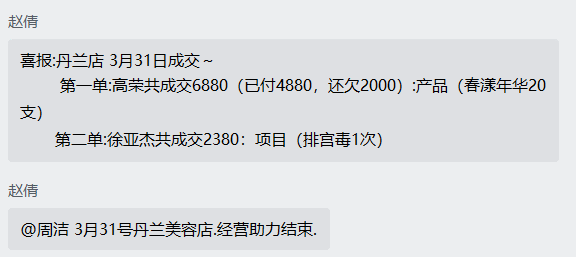 赵倩
喜报:丹兰店 3月31日成交～
第一单:高荣共成交6880（已付4880，还欠2000）:产品（春漾年华20
支）
第二单:徐亚杰共成交2380：项目（排宫毒1次）
赵倩
@周洁 3月31号丹兰美容店.经营助力结束.